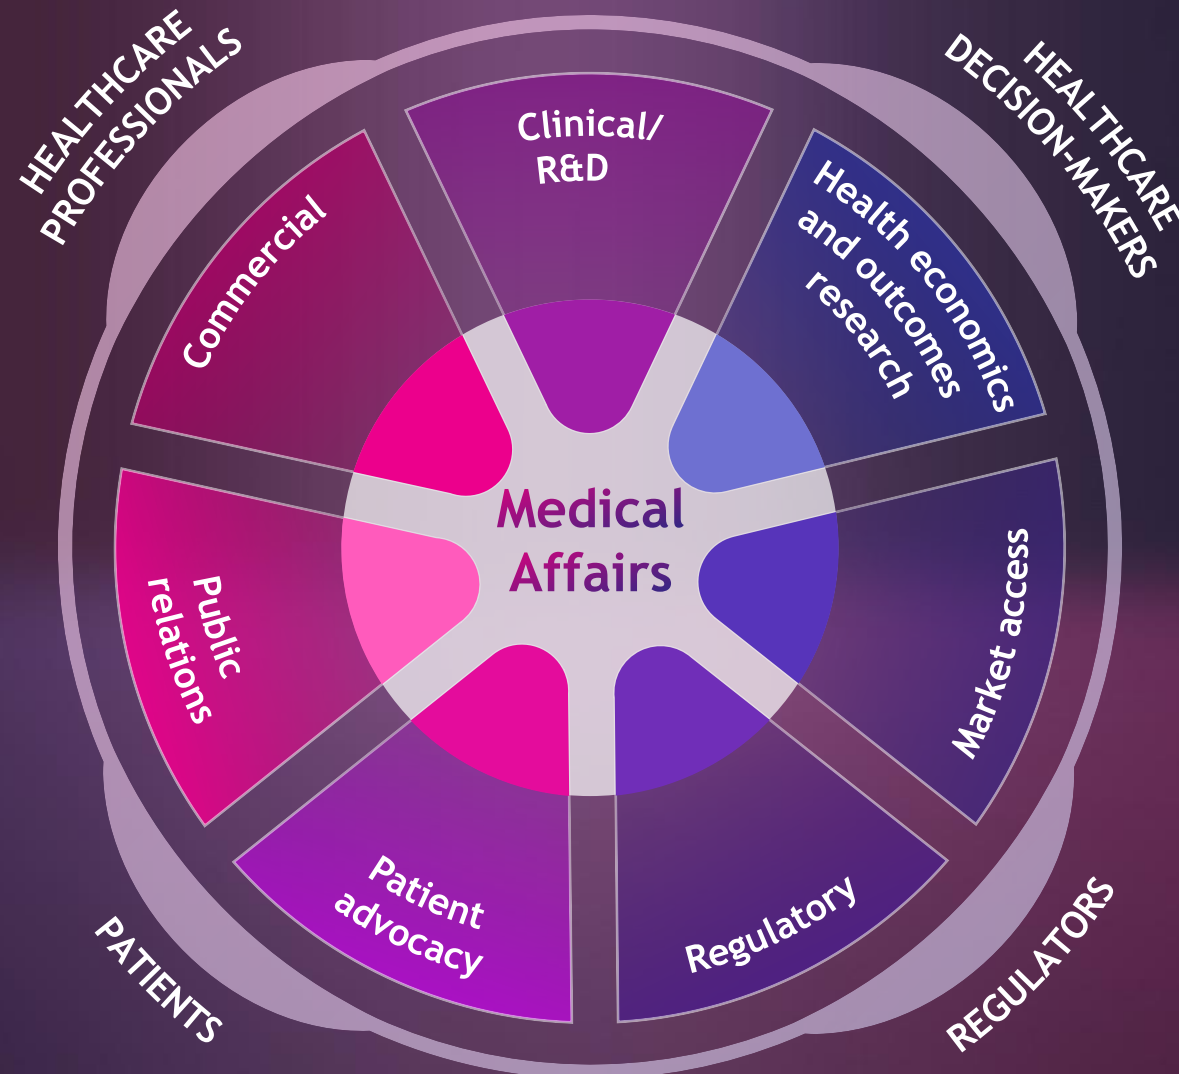 HEALTHCARE
PROFESSIONALS
HEALTHCARE
DECISION-MAKERS
Clinical/
R&D
Commercial
Health economics
and outcomes
research
Medical
Affairs
Public
relations
Market access
Patient
advocacy
Regulatory
PATIENTS
REGULATORS